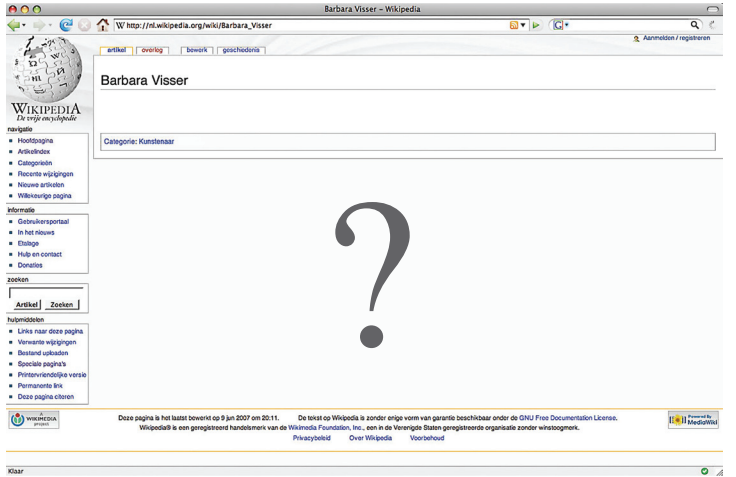 Barbara Visser – Wikipedia
W http://nl.wikipedia.org/wiki/Barbara_Visser
G
Aanmelden / registreren
artikel overleg bewerk geschiedenis
Barbara Visser
Categorie: Kunstenaar
WIKIPEDIA
De vrije encyclopedie
navigatie
Hoofdpagina
Artikelindex
Categorieën
Recente wijzigingen
Nieuwe artikelen
Willekeurige pagina
informatie
Gebruikersportaal
In het nieuws
Etalage
Hulp en contact
Donaties
zoeken
Artikel Zoeken
hulpmiddelen
Links naar deze pagina
Verwante wijzigingen
Bestand uploaden
Speciale pagina's
Printervriendelijke versie
Permanente link
Deze pagina citeren
?
WIKIMEDIA
project
Deze pagina is het laatst bewerkt op 9 jun 2007 om 20:11. De tekst op Wikipedia is zonder enige vorm van garantie beschikbaar onder de GNU Free Documentation License.
Wikipedia® is een geregistreerd handelsmerk van de Wikimedia Foundation, Inc., een in de Verenigde Staten geregistreerde organisatie zonder winstoogmerk.
Privacybeleid Over Wikipedia Voorbehoud
Powered By
MediaWiki
Klaar